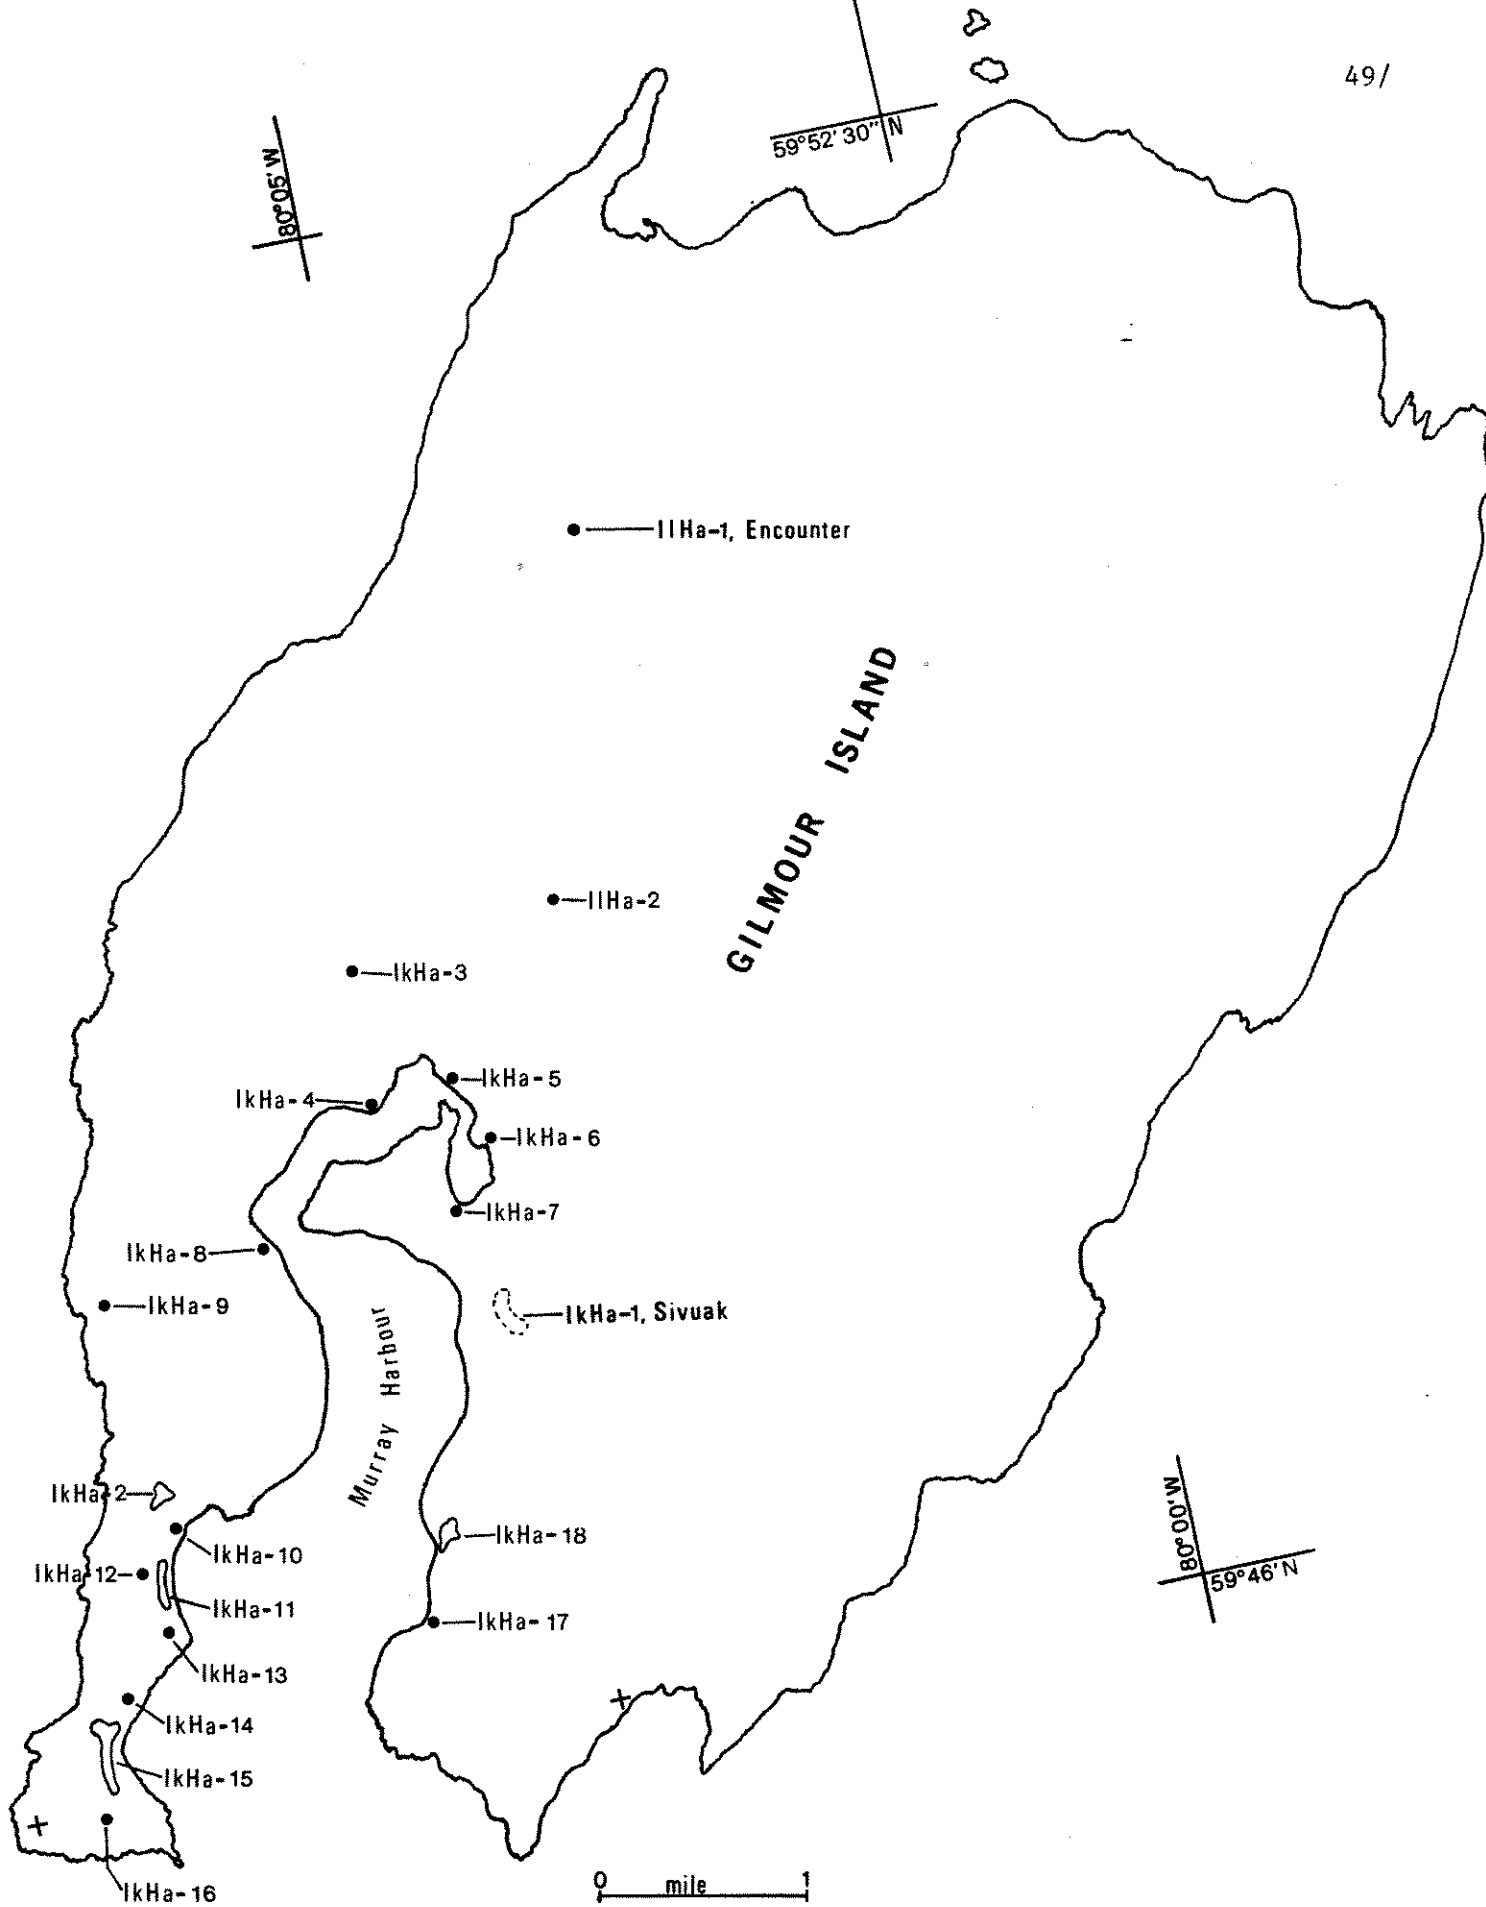 49/
59°52'30" N
80°05' W
IlHa-1, Encounter
GILMOUR ISLAND
IlHa-2
IkHa-3
IkHa-5
IkHa-4
IkHa-6
IkHa-7
IkHa-8
IkHa-9
IkHa-1, Sivuak
Murray Harbour
IkHa-2
IkHa-18
IkHa-10
80°00' W
59°46' N
IkHa-12
IkHa-11
IkHa-17
IkHa-13
IkHa-14
IkHa-15
0 mile 1
IkHa-16